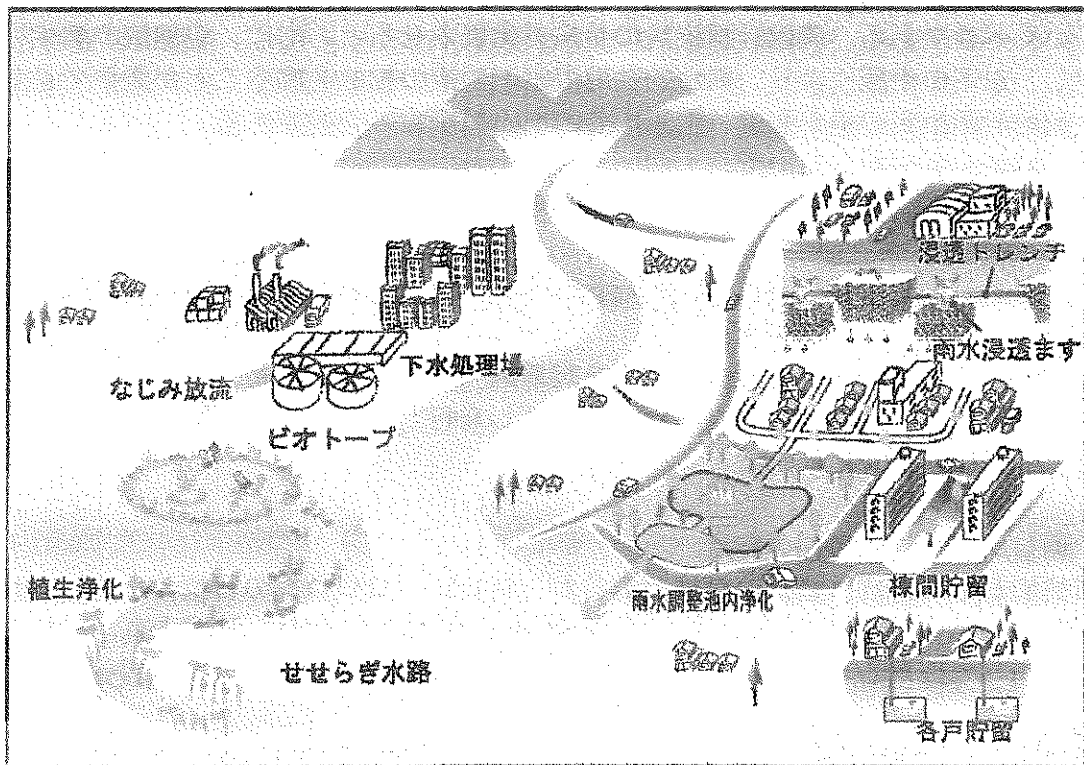 浸透トレンチ
雨水浸透ます
下水処理場
なじみ放流
ビオトープ
植生浄化
雨水調整池内浄化
棟間貯留
せせらぎ水路
各戸貯留